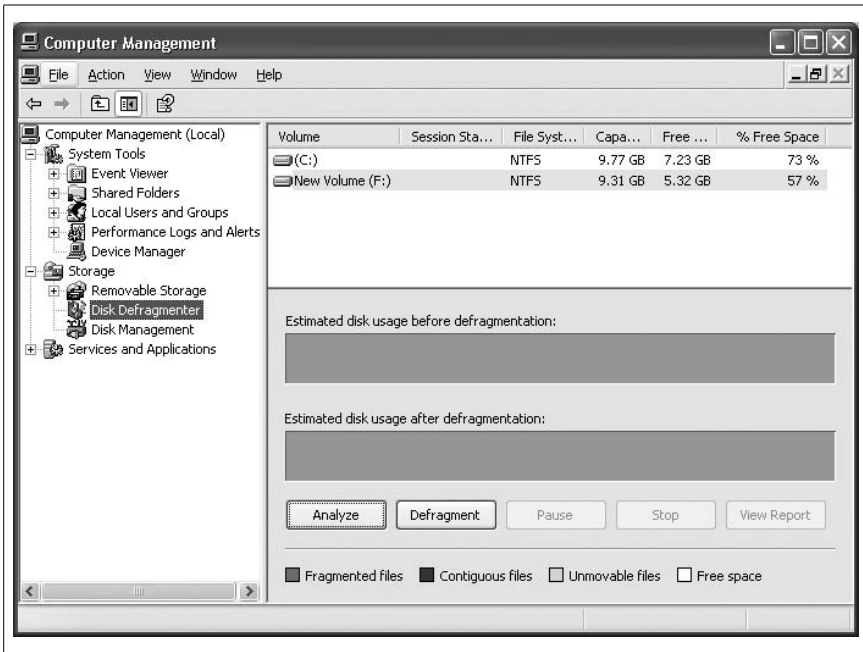 Computer Management
File Action View Window Help
Computer Management (Local)
System Tools
Event Viewer
Shared Folders
Local Users and Groups
Performance Logs and Alerts
Device Manager
Storage
Removable Storage
Disk Defragmenter
Disk Management
Services and Applications
Volume Session Sta... File Syst... Capa... Free ... % Free Space
(C:) NTFS 9.77 GB 7.23 GB 73 %
New Volume (F:) NTFS 9.31 GB 5.32 GB 57 %
Estimated disk usage before defragmentation:
Estimated disk usage after defragmentation:
Analyze Defragment Pause Stop View Report
Fragmented files Contiguous files Unmovable files Free space